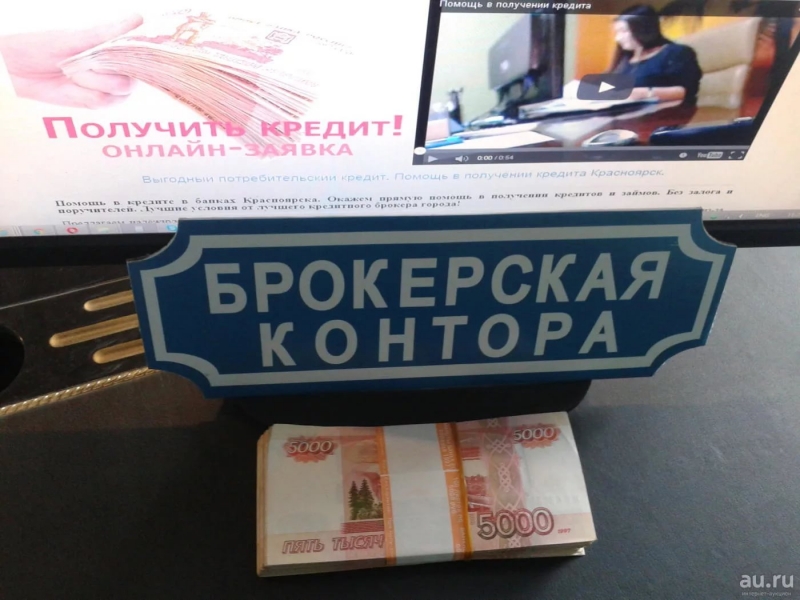 Помощь в получении кредита
Получить кредит!
онлайн-заявка
0:00 / 0:54
YouTube
Выгодный потребительский кредит. Помощь в получении кредита Красноярск.
Помощь в кредите в банках Красноярска. Окажем прямую помощь в получении кредитов и займов. Без залога и
поручителей. Лучшие условия от лучшего кредитного брокера города!
БРОКЕРСКАЯ
КОНТОРА
5000
5000
ПЯТЬ ТЫСЯЧ
5000
au.ru